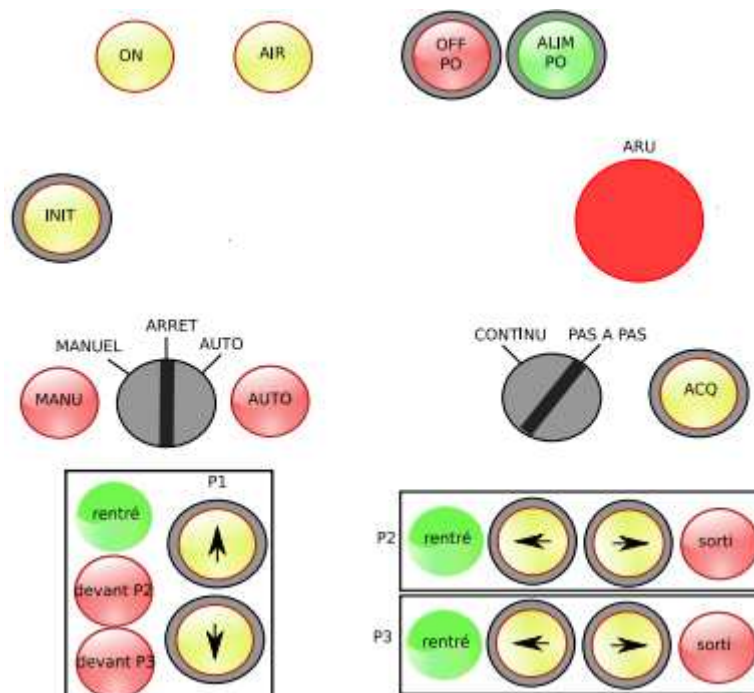 ON
AIR
OFF
PO
ALIM
PO
ARU
INIT
MANUEL
ARRET
AUTO
CONTINU
PAS A PAS
MANU
AUTO
ACQ
P1
rentré
devant P2
devant P3
P2
rentré
sorti
P3
rentré
sorti